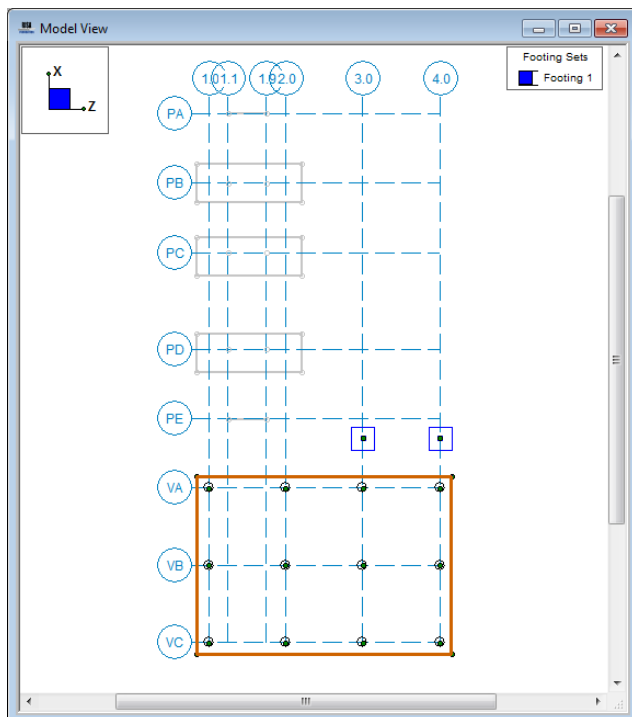 Model View
X
Z
Footing Sets
Footing 1
1.0 1.1 1.9 2.0 3.0 4.0
PA
PB
PC
PD
PE
VA
VB
VC